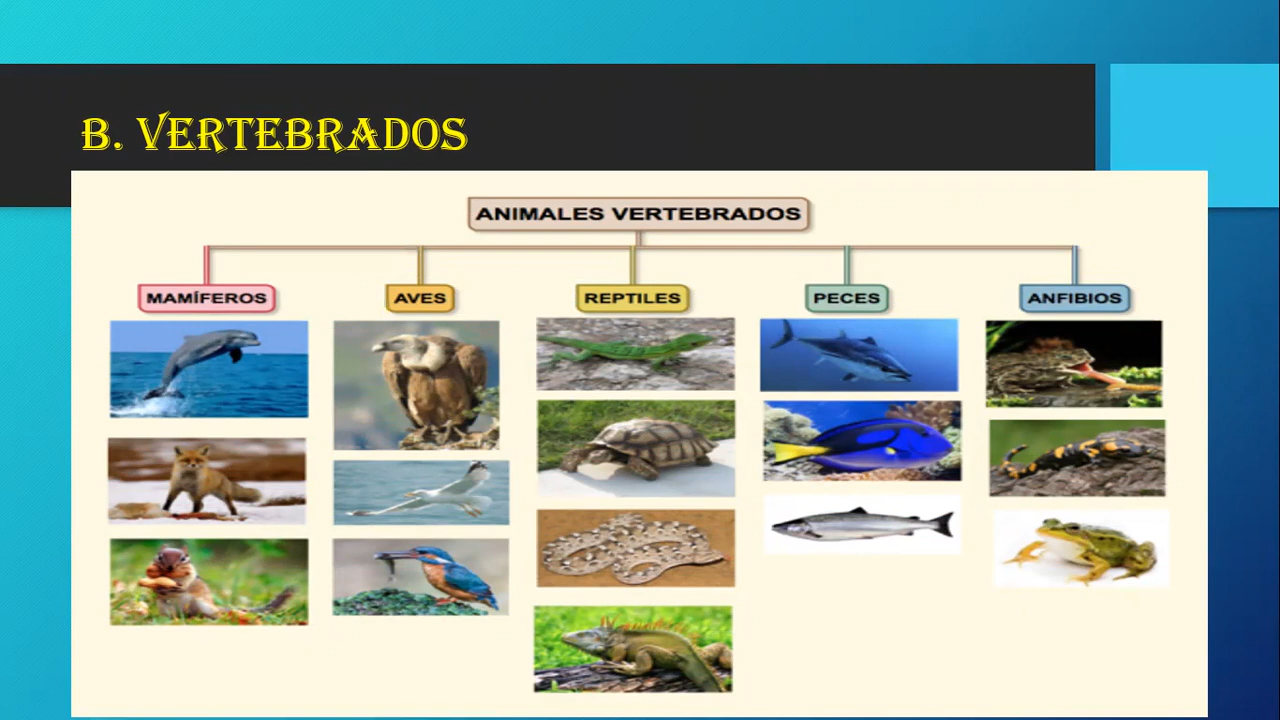 B. VERTEBRADOS
ANIMALES VERTEBRADOS
MAMÍFEROS
AVES
REPTILES
PECES
ANFIBIOS